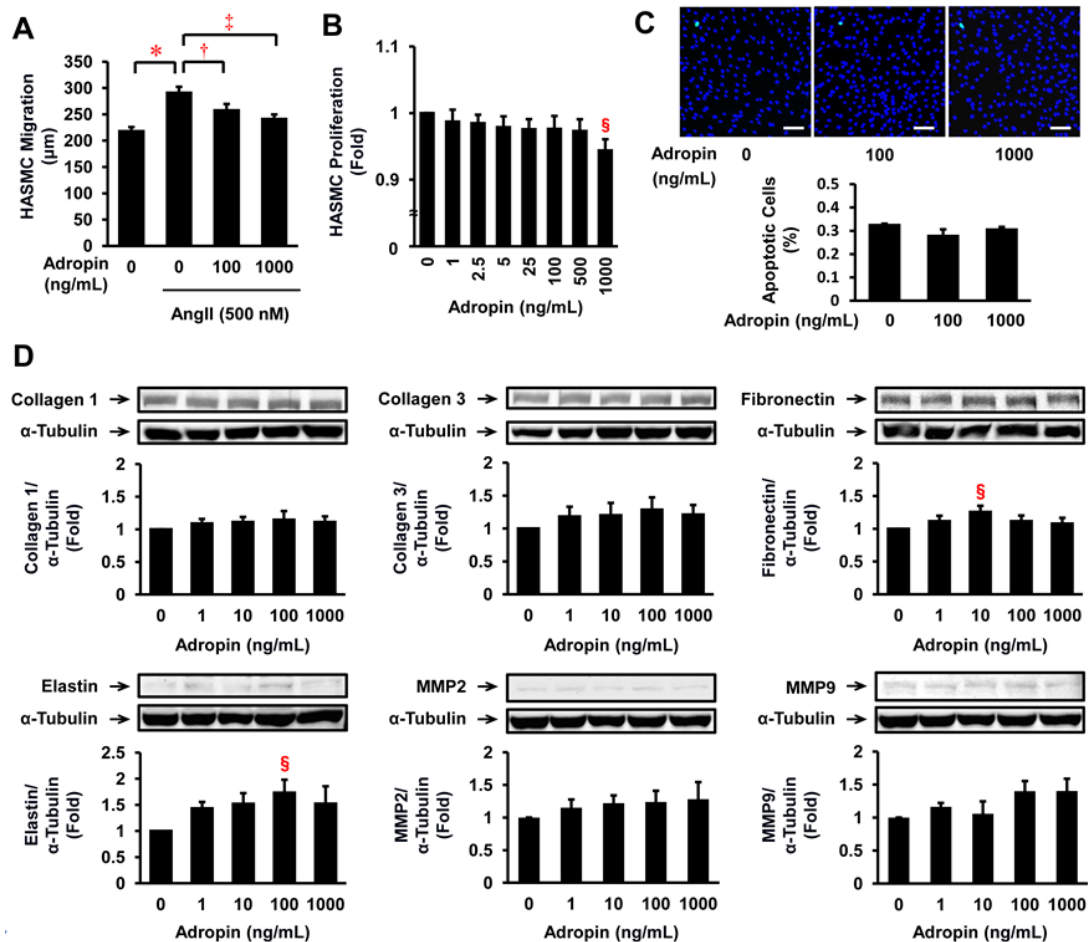 A
HASMC Migration
(μm)
350
300
250
200
150
100
50
0
*
†
‡
Adropin
(ng/mL)
0
0
100
1000
AngII (500 nM)
B
HASMC Proliferation
(Fold)
1.1
1
0.9
0
≈
§
0
1
2.5
5
25
100
500
1000
Adropin (ng/mL)
C
Adropin
(ng/mL)
0
100
1000
Apoptotic Cells
(%)
0.5
0.4
0.3
0.2
0.1
0
Adropin (ng/mL)
0
100
1000
D
Collagen 1 →
α-Tubulin →
Collagen 1/
α-Tubulin
(Fold)
2
1.5
1
0.5
0
0 1 10 100 1000
Adropin (ng/mL)
Collagen 3 →
α-Tubulin →
Collagen 3/
α-Tubulin
(Fold)
2
1.5
1
0.5
0
0 1 10 100 1000
Adropin (ng/mL)
Fibronectin →
α-Tubulin →
Fibronectin/
α-Tubulin
(Fold)
2
1.5
1
0.5
0
§
0 1 10 100 1000
Adropin (ng/mL)
Elastin →
α-Tubulin →
Elastin/
α-Tubulin
(Fold)
2.5
2
1.5
1
0.5
0
§
0 1 10 100 1000
Adropin (ng/mL)
MMP2 →
α-Tubulin →
MMP2/
α-Tubulin
(Fold)
2
1.5
1
0.5
0
0 1 10 100 1000
Adropin (ng/mL)
MMP9 →
α-Tubulin →
MMP9/
α-Tubulin
(Fold)
2
1.5
1
0.5
0
0 1 10 100 1000
Adropin (ng/mL)